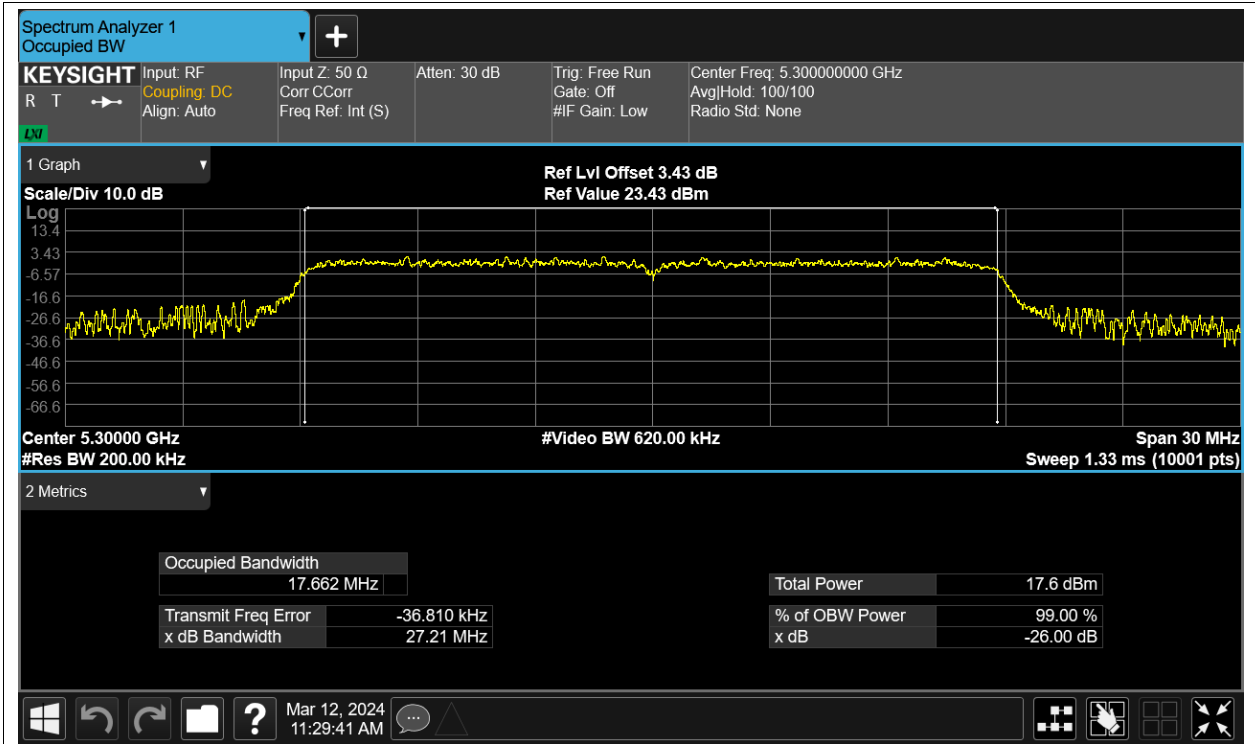 Spectrum Analyzer 1
Occupied BW
KEYSIGHT Input: RF Input Z: 50 Ω Atten: 30 dB Trig: Free Run Center Freq: 5.300000000 GHz
R T Coupling: DC Corr CCorr Gate: Off Avg|Hold: 100/100
Align: Auto Freq Ref: Int (S) #IF Gain: Low Radio Std: None
LXI
1 Graph
Ref Lvl Offset 3.43 dB
Scale/Div 10.0 dB Ref Value 23.43 dBm
Log
13.4
3.43
-6.57
-16.6
-26.6
-36.6
-46.6
-56.6
-66.6
Center 5.30000 GHz #Video BW 620.00 kHz Span 30 MHz
#Res BW 200.00 kHz Sweep 1.33 ms (10001 pts)
2 Metrics
Occupied Bandwidth
17.662 MHz Total Power 17.6 dBm
Transmit Freq Error -36.810 kHz % of OBW Power 99.00 %
x dB Bandwidth 27.21 MHz x dB -26.00 dB
Mar 12, 2024
11:29:41 AM